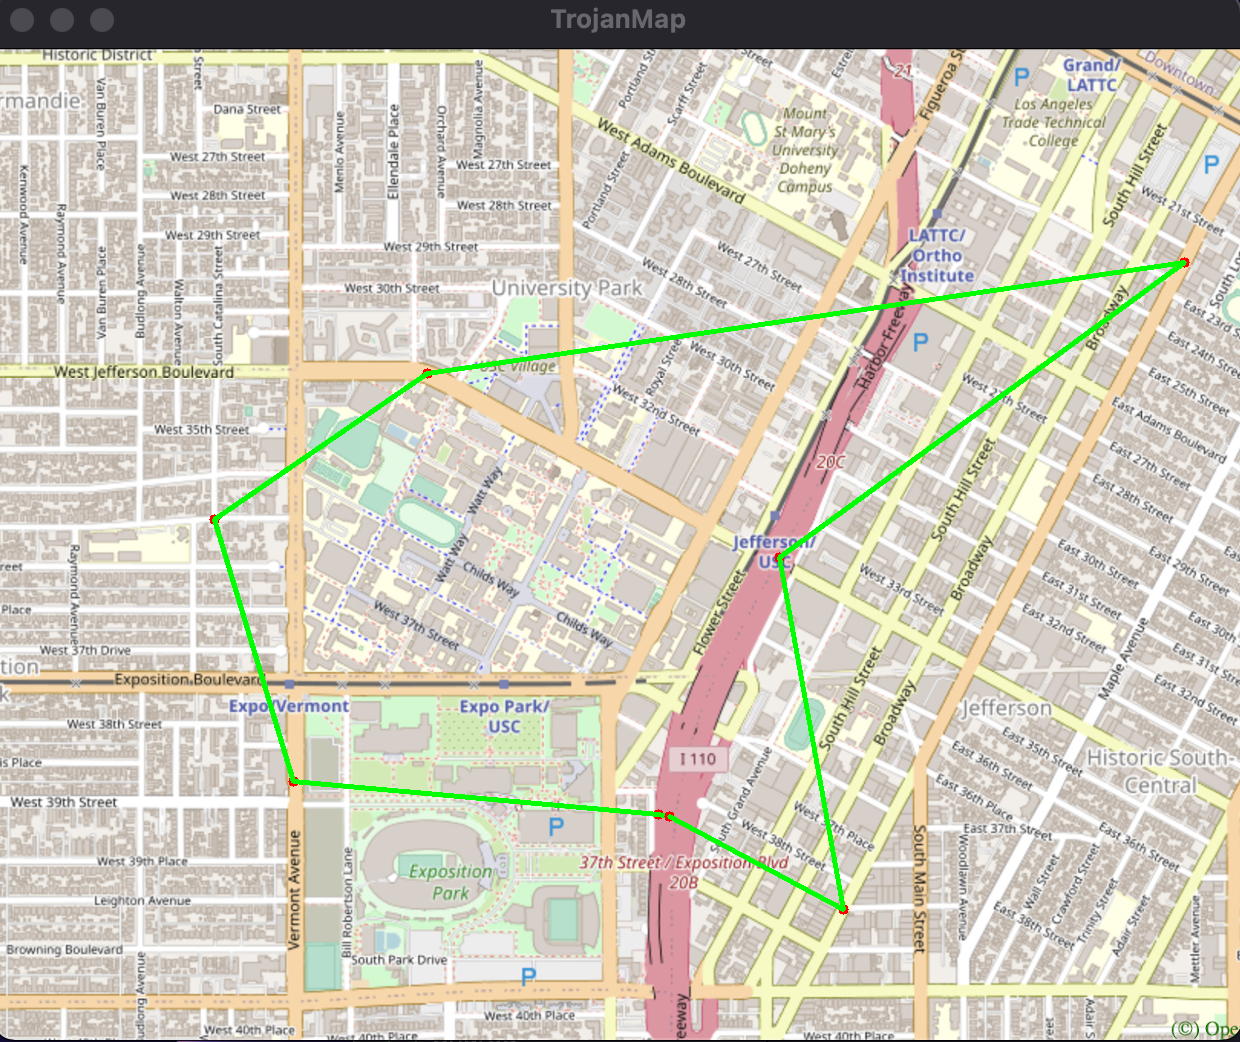 TrojanMap
Historic District
Street
Van Buren Place
rmandie
Dana Street
Menlo Avenue
Ellendale Place
Orchard Avenue
Magnolia Avenue
Portland St
Scarff Street
Estre
21
Figueroa S
P
Grand/
LATTC
Downtown
Los Angeles
Trade Technical
College
Mount
St Mary's
University
Doheny
Campus
West Adams Boulevard
South Hill Street
P
West 27th Street
West 27th Street
West 28th Street
West 28th Street
West 29th Street
West 29th Street
West 30th Street
Kenwood Avenue
Raymond Avenue
Van Buren Place
Budlong Avenue
Walton Avenue
South Catalina Street
Portland Street
West 21st Street
West 27th Street
West 28th Street
LATTC/
Ortho
Institute
University Park
South Lo
East 23rd Street
East 24th Street
East 25th Street
East Adams Boulevard
Broadway
Harbor Freeway
P
West Jefferson Boulevard
USC Village
Royal Stree
West 30th Street
West 32nd Street
West 27th Street
West 35th Street
20C
South Hill Street
East 27th Street
East 28th Street
East 29th Street
East 30th Street
East 31st Street
East 32nd Street
East 30th
East 31st Stre
East 32nd Street
Watt Way
Watt Way
Childs Way
Childs Way
West 37th Street
Jefferson/
USC
Flower Street
West 33rd Street
Broadway
Maple Avenue
Raymond Avenue
reet
Place
West 37th Drive
tion
k
Exposition Boulevard
Expo/Vermont
Expo Park/
USC
West 38th Street
is Place
West 39th Street
South Hill Street
Broadway
Jefferson
Historic South-
Central
I 110
South Grand Avenue
West 37th Place
West 38th Street
East 35th Street
East 36th Place
East 37th Street
East 36th Street
East 38th Street
P
37th Street / Exposition Blvd
20B
Exposition
Park
West 39th Place
Leighton Avenue
Browning Boulevard
Vermont Avenue
Bill Robertson Lane
South Park Drive
P
South Main Street
Woodlawn Avenue
Wall Street
Crawford Street
Trinity Street
Adair Street
Mettler Avenue
udlong Avenue
West 40th Place
West 40th Place
West 40th Place
West 40th Place
reeway
Adair S
(©) Ope